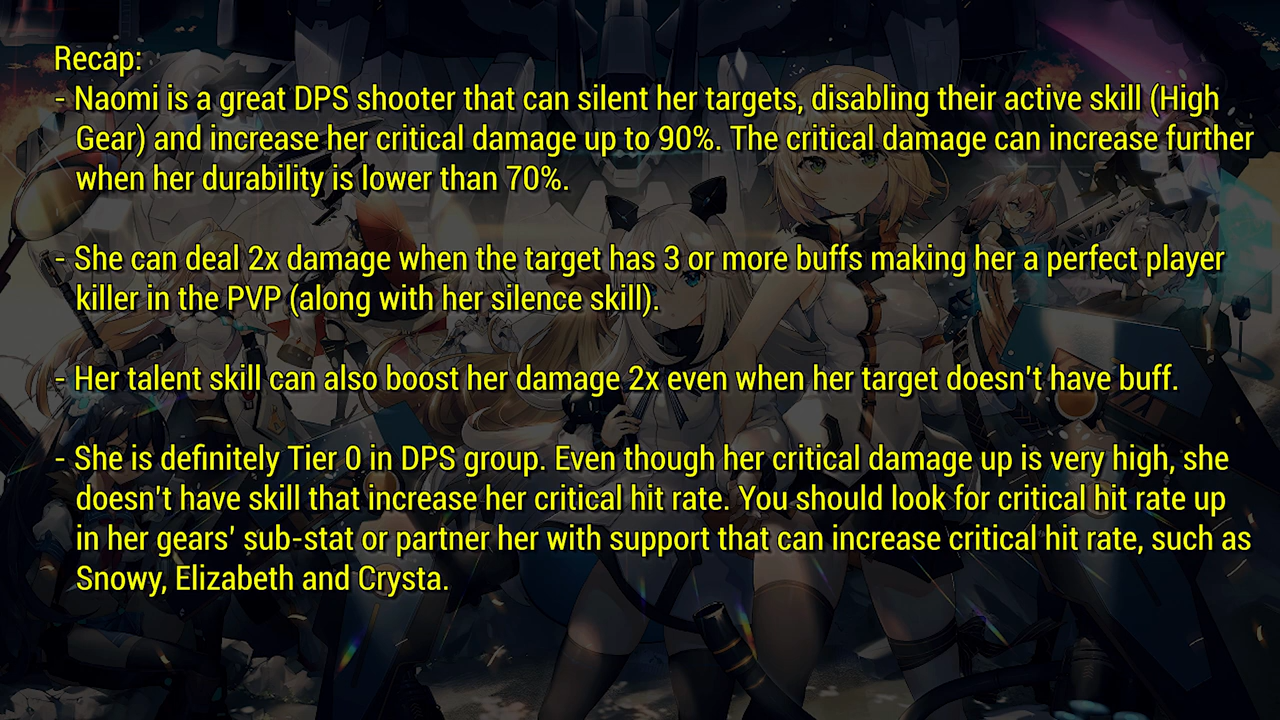 Recap:
- Naomi is a great DPS shooter that can silent her targets, disabling their active skill (High
Gear) and increase her critical damage up to 90%. The critical damage can increase further
when her durability is lower than 70%.
- She can deal 2x damage when the target has 3 or more buffs making her a perfect player
killer in the PVP (along with her silence skill).
- Her talent skill can also boost her damage 2x even when her target doesn't have buff.
- She is definitely Tier 0 in DPS group. Even though her critical damage up is very high, she
doesn't have skill that increase her critical hit rate. You should look for critical hit rate up
in her gears' sub-stat or partner her with support that can increase critical hit rate, such as
Snowy, Elizabeth and Crysta.